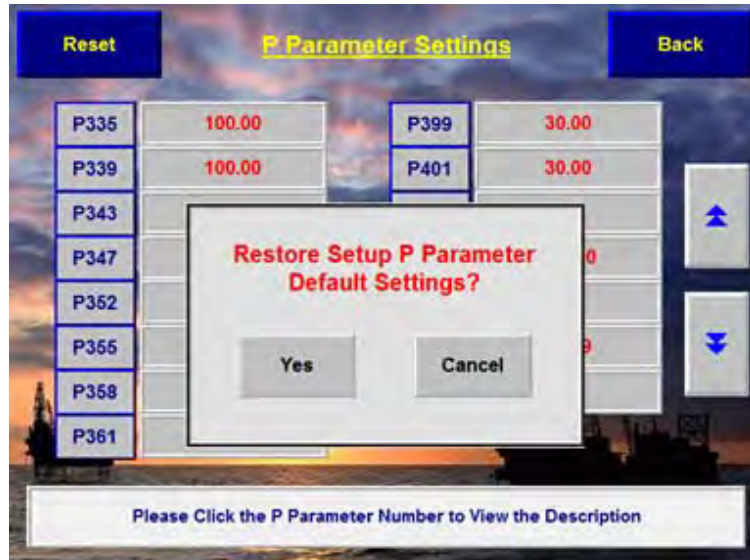 Reset
P Parameter Settings
Back
P335 100.00 P399 30.00
P339 100.00 P401 30.00
P343
P347 0
P352
P355 9
P358
P361
Restore Setup P Parameter
Default Settings?
Yes Cancel
Please Click the P Parameter Number to View the Description